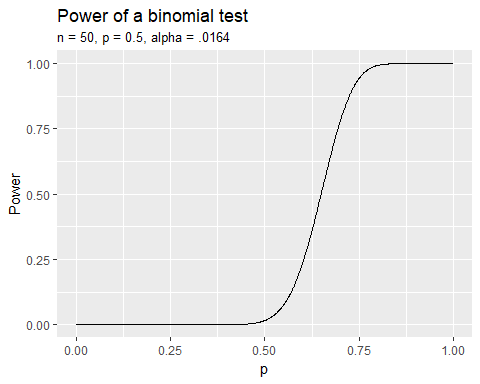 Power of a binomial test
n = 50, p = 0.5, alpha = .0164
1.00
0.75
Power
0.50
0.25
0.00
0.00 0.25 0.50 0.75 1.00
p